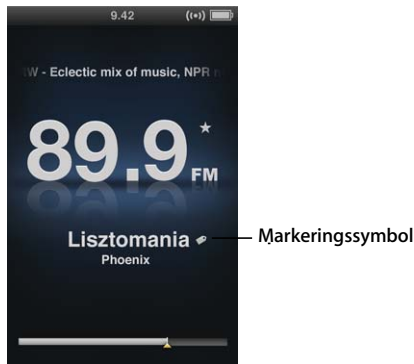 9.42
W - Eclectic mix of music, NPR
89.9 FM
Lisztomania
Markeringssymbol
Phoenix